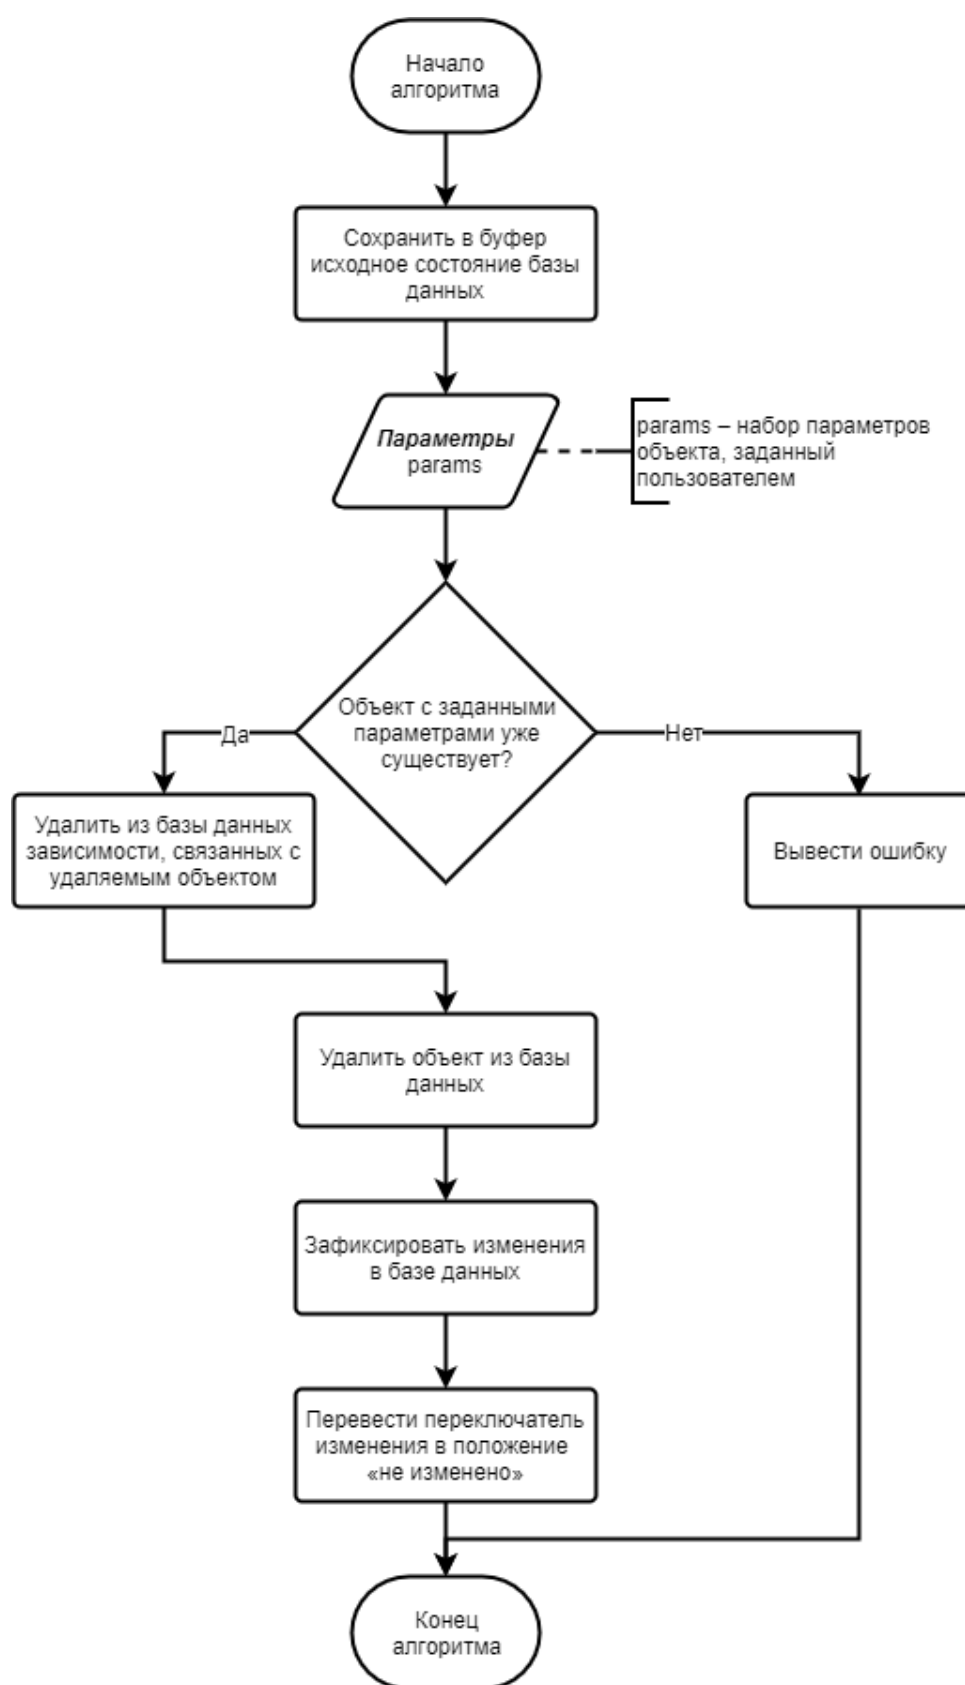 Начало
алгоритма
Сохранить в буфер
исходное состояние базы
данных
Параметры
params
params – набор параметров
объекта, заданный
пользователем
Объект с заданными
параметрами уже
существует?
Да
Нет
Удалить из базы данных
зависимости, связанных с
удаляемым объектом
Вывести ошибку
Удалить объект из базы
данных
Зафиксировать изменения
в базе данных
Перевести переключатель
изменения в положение
«не изменено»
Конец
алгоритма